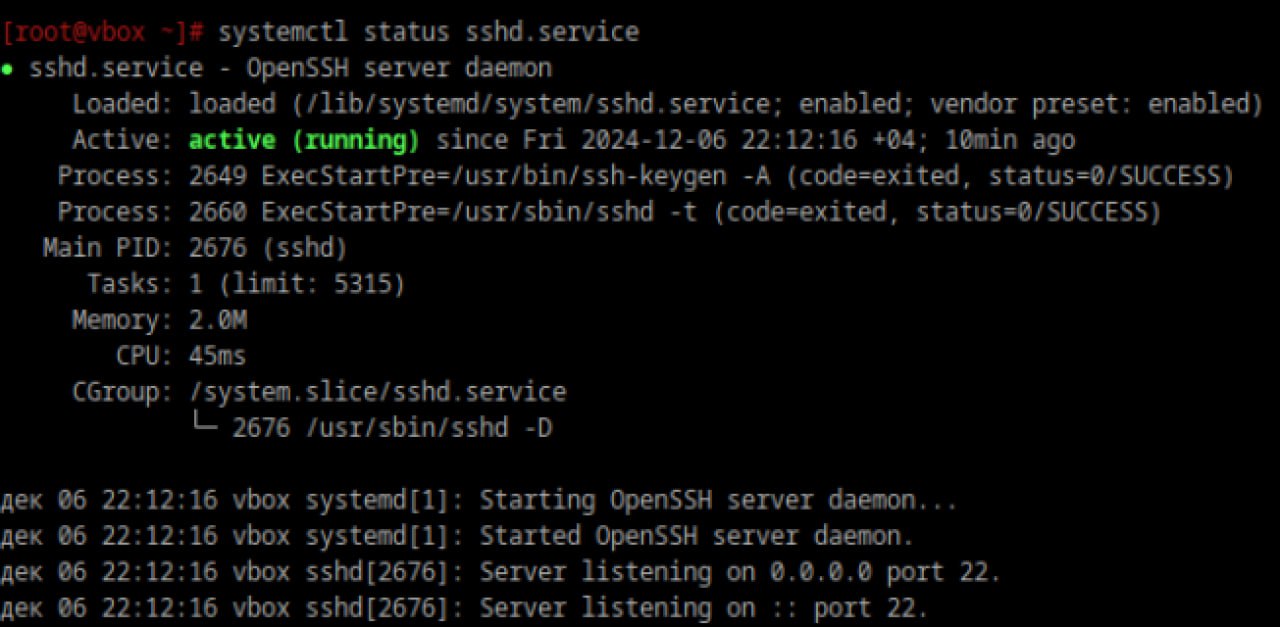 [root@vbox ~]# systemctl status sshd.service
● sshd.service - OpenSSH server daemon
     Loaded: loaded (/lib/systemd/system/sshd.service; enabled; vendor preset: enabled)
     Active: active (running) since Fri 2024-12-06 22:12:16 +04; 10min ago
    Process: 2649 ExecStartPre=/usr/bin/ssh-keygen -A (code=exited, status=0/SUCCESS)
    Process: 2660 ExecStartPre=/usr/sbin/sshd -t (code=exited, status=0/SUCCESS)
   Main PID: 2676 (sshd)
      Tasks: 1 (limit: 5315)
     Memory: 2.0M
        CPU: 45ms
     CGroup: /system.slice/sshd.service
             └─ 2676 /usr/sbin/sshd -D

дек 06 22:12:16 vbox systemd[1]: Starting OpenSSH server daemon...
дек 06 22:12:16 vbox systemd[1]: Started OpenSSH server daemon.
дек 06 22:12:16 vbox sshd[2676]: Server listening on 0.0.0.0 port 22.
дек 06 22:12:16 vbox sshd[2676]: Server listening on :: port 22.